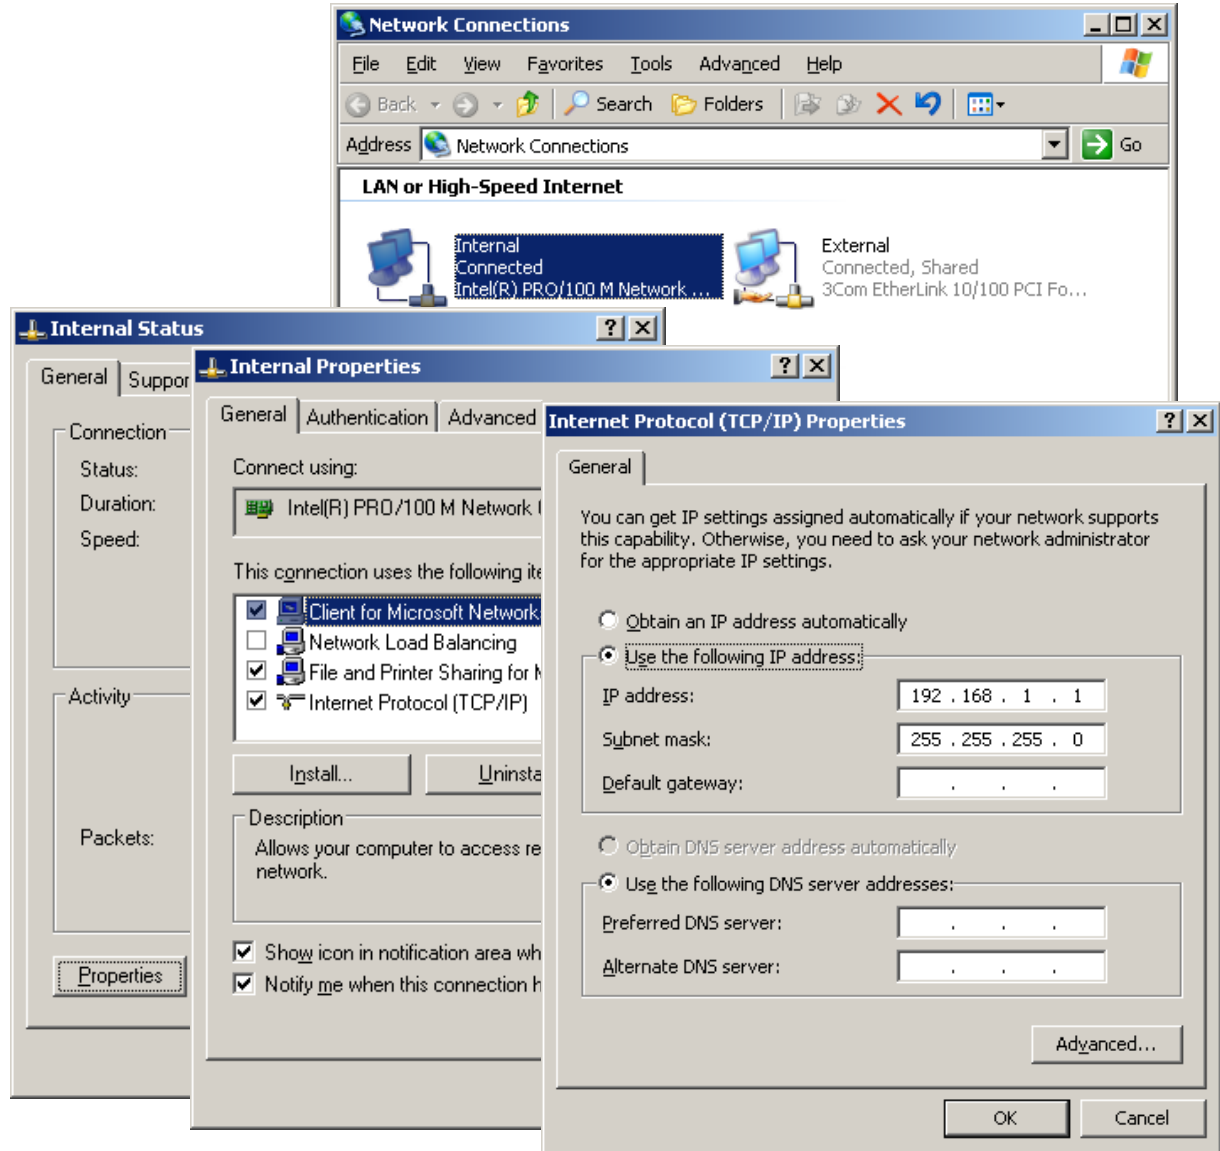 Network Connections
File Edit View Favorites Tools Advanced Help
Back Search Folders
Address Network Connections Go
LAN or High-Speed Internet
Internal
Connected
Intel(R) PRO/100 M Network ...
External
Connected, Shared
3Com EtherLink 10/100 PCI Fo...
Internal Status
General Suppor
Connection
Status:
Duration:
Speed:
Activity
Packets:
Properties
Internal Properties
General Authentication Advanced
Connect using:
Intel(R) PRO/100 M Network
This connection uses the following ite
Client for Microsoft Networks
Network Load Balancing
File and Printer Sharing for M
Internet Protocol (TCP/IP)
Install... Uninsta
Description
Allows your computer to access re
network.
Show icon in notification area wh
Notify me when this connection h
Internet Protocol (TCP/IP) Properties
General
You can get IP settings assigned automatically if your network supports
this capability. Otherwise, you need to ask your network administrator
for the appropriate IP settings.
Obtain an IP address automatically
Use the following IP address:
IP address: 192 . 168 . 1 . 1
Subnet mask: 255 . 255 . 255 . 0
Default gateway: . . .
Obtain DNS server address automatically
Use the following DNS server addresses:
Preferred DNS server: . . .
Alternate DNS server: . . .
Advanced...
OK Cancel